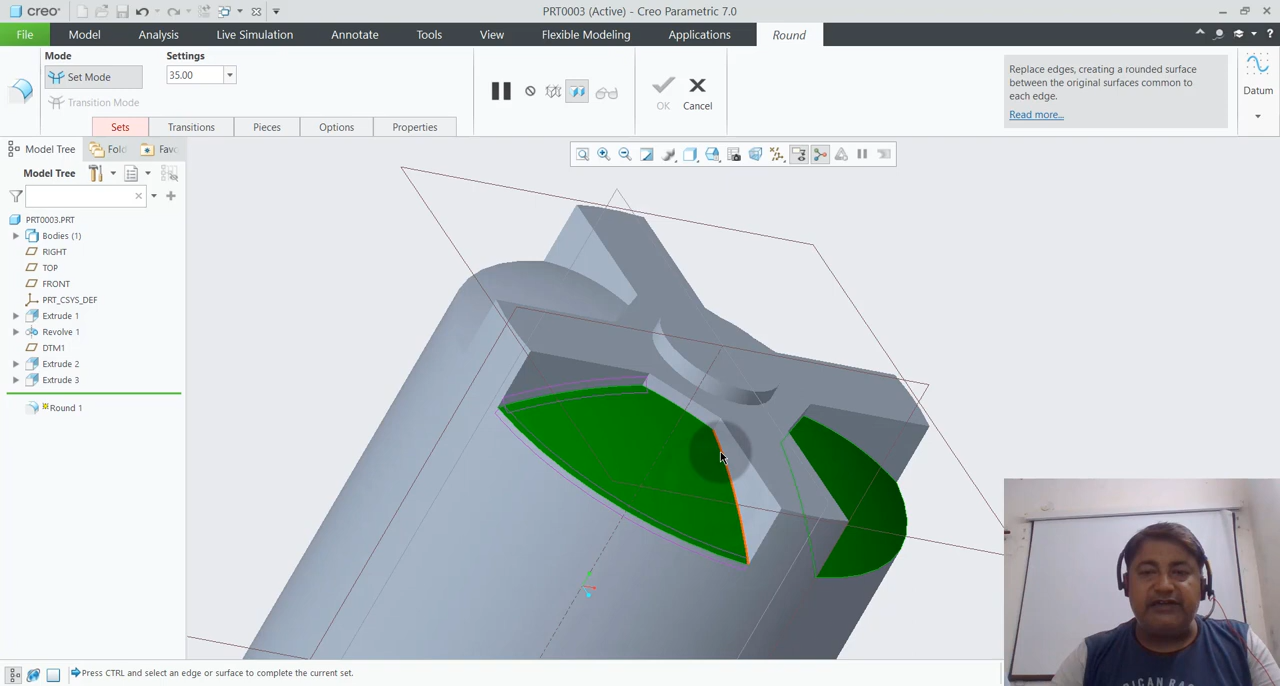 creo
PRT0003 (Active) - Creo Parametric 7.0
File Model Analysis Live Simulation Annotate Tools View Flexible Modeling Applications Round
Mode
Set Mode
Transition Mode
Settings
35.00
OK
Cancel
Replace edges, creating a rounded surface
between the original surfaces common to
each edge.
Read more...
Datum
Sets Transitions Pieces Options Properties
Model Tree
Fol
Fav
Model Tree
PRT0003.PRT
Bodies (1)
RIGHT
TOP
FRONT
PRT_CSYS_DEF
Extrude 1
Revolve 1
DTM1
Extrude 2
Extrude 3
Round 1
Press CTRL and select an edge or surface to complete the current set.